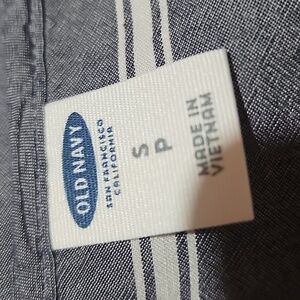 OLD NAVY
SAN FRANCISCO
CALIFORNIA
S
P
MADE IN
VIETNAM